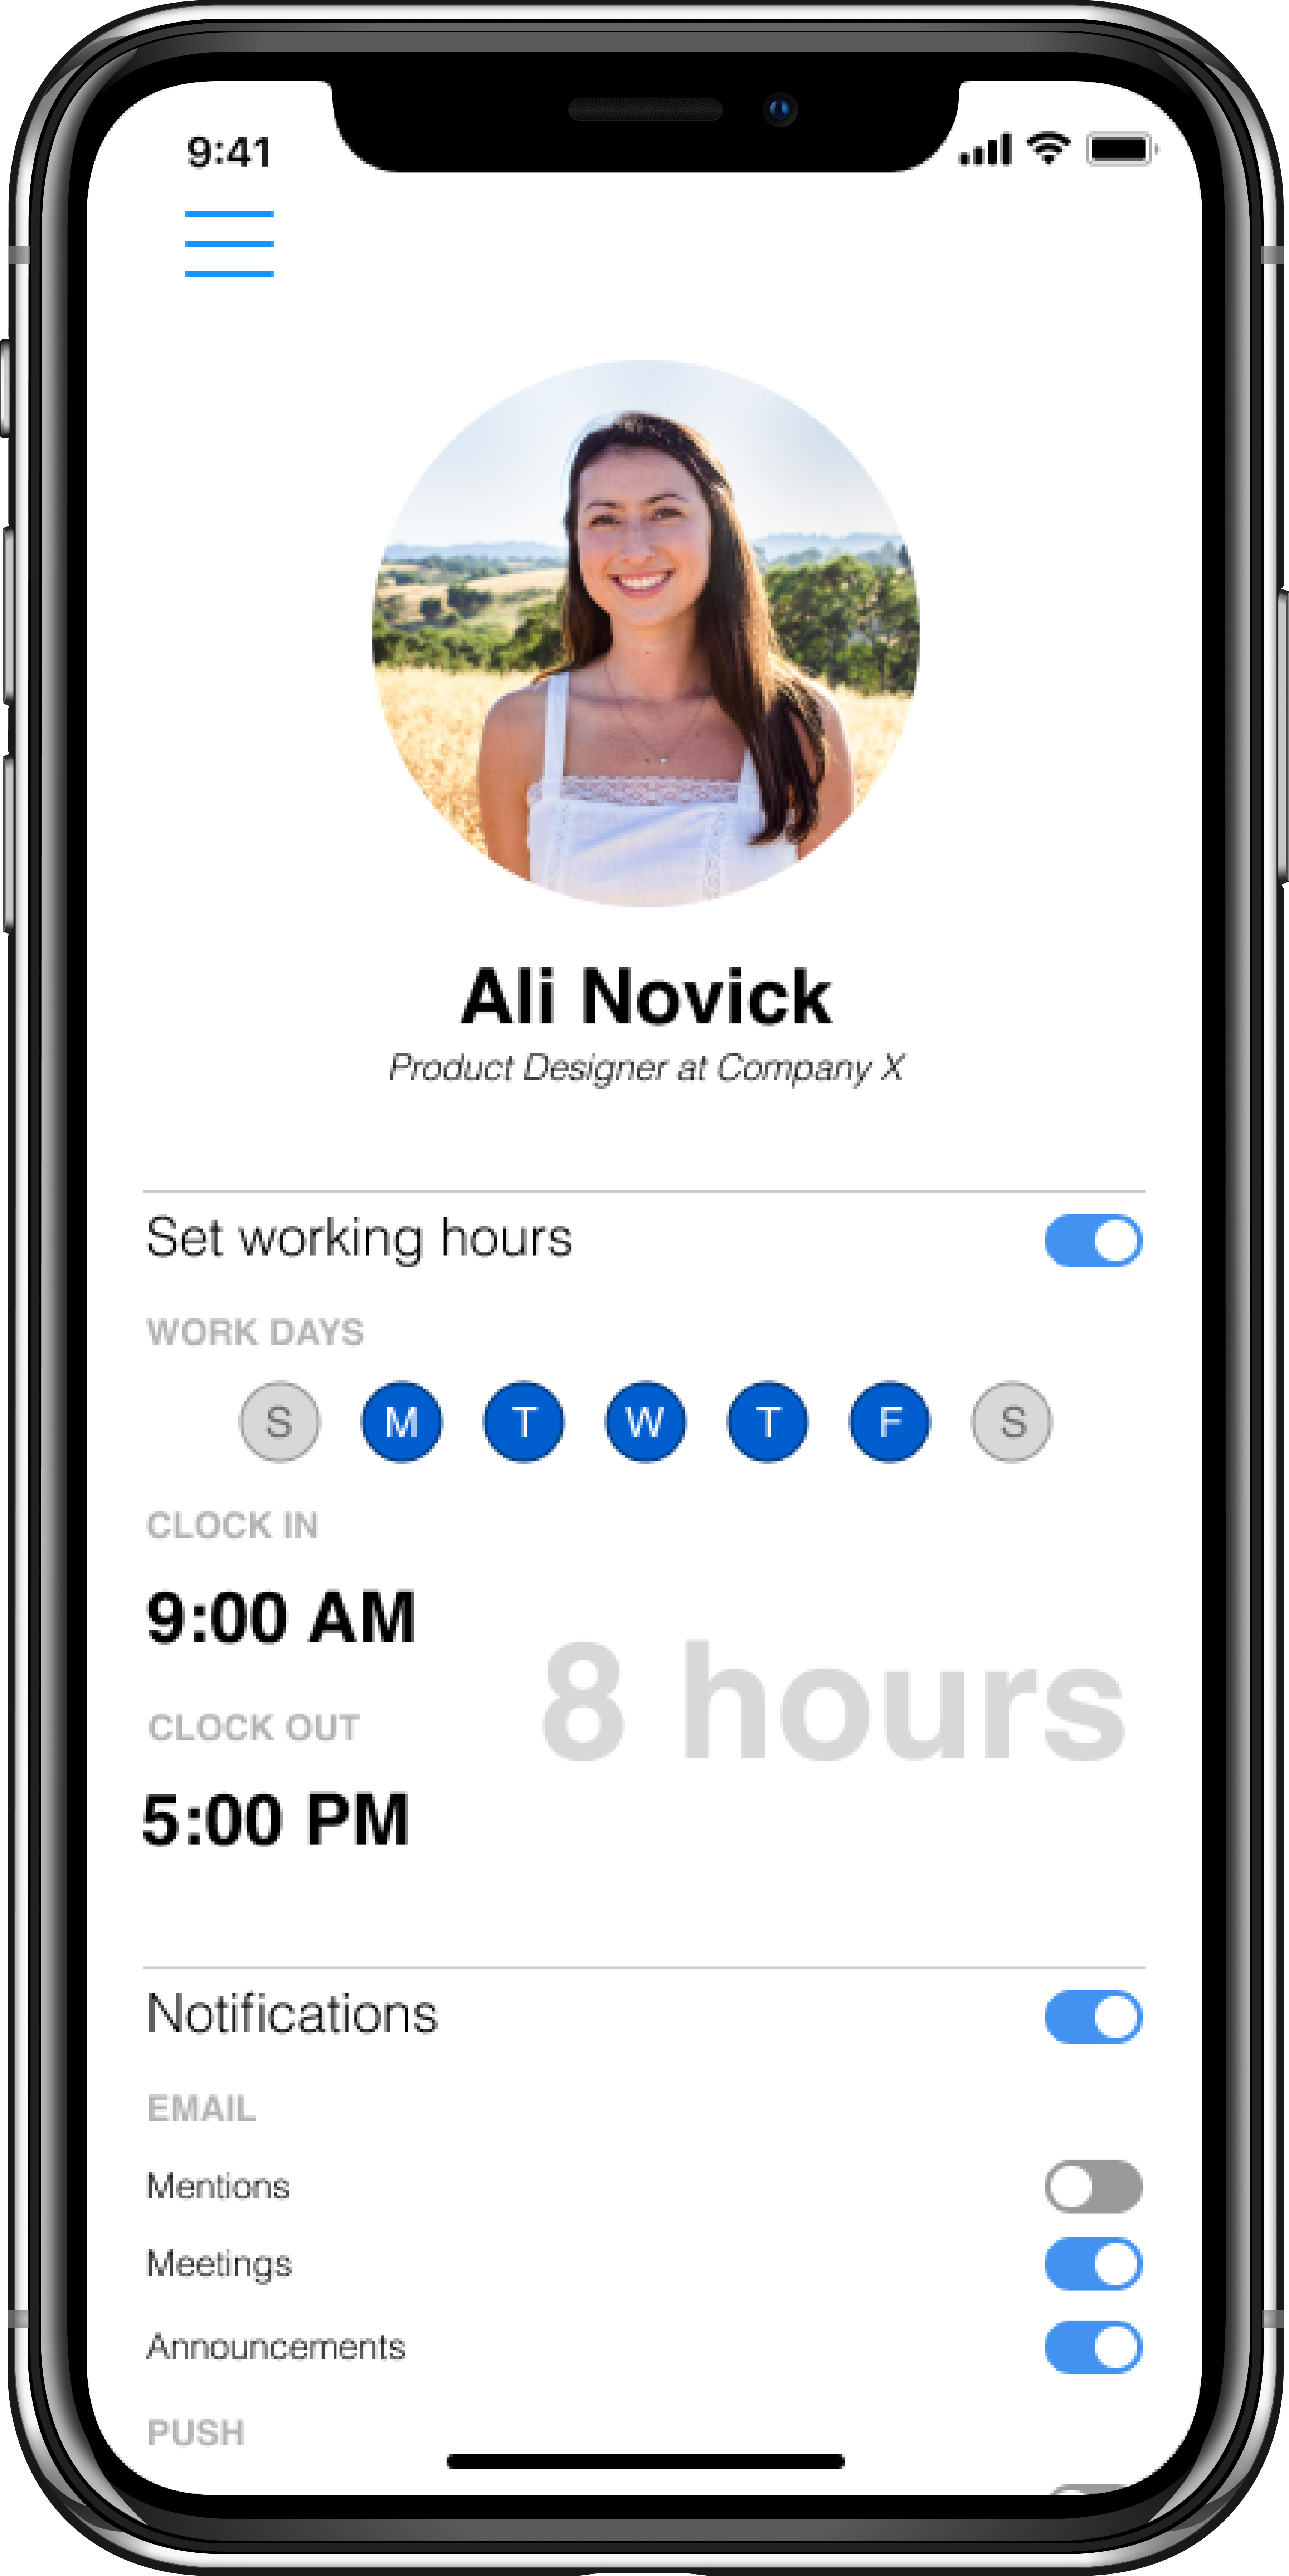 9:41
Ali Novick
Product Designer at Company X
Set working hours
WORK DAYS
S M T W T F S
CLOCK IN
9:00 AM
8 hours
CLOCK OUT
5:00 PM
Notifications
EMAIL
Mentions
Meetings
Announcements
PUSH